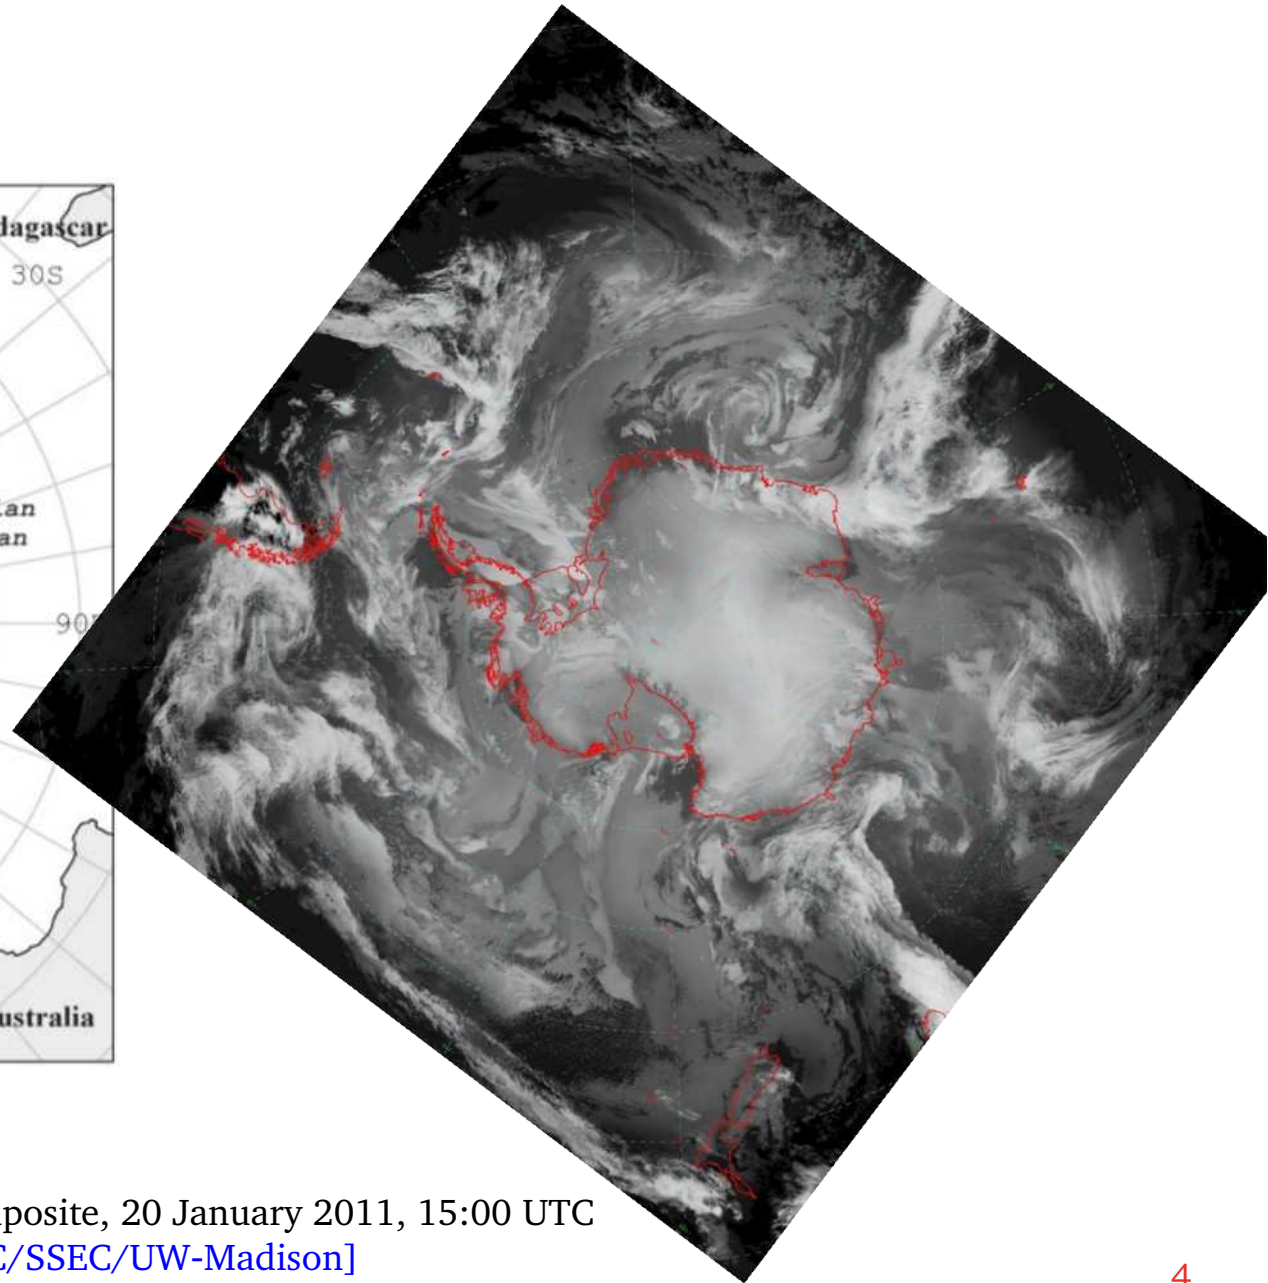 dagascar
30S
an
an
90
ustralia
posite, 20 January 2011, 15:00 UTC
C/SSEC/UW-Madison]
4